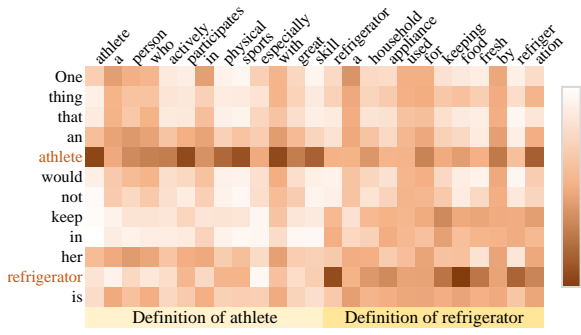 athlete a person who actively participates in physical sports especially with great skill refrigerator a household appliance used for keeping food fresh by refriger ation
One
thing
that
an
athlete
would
not
keep
in
her
refrigerator
is
Definition of athlete Definition of refrigerator